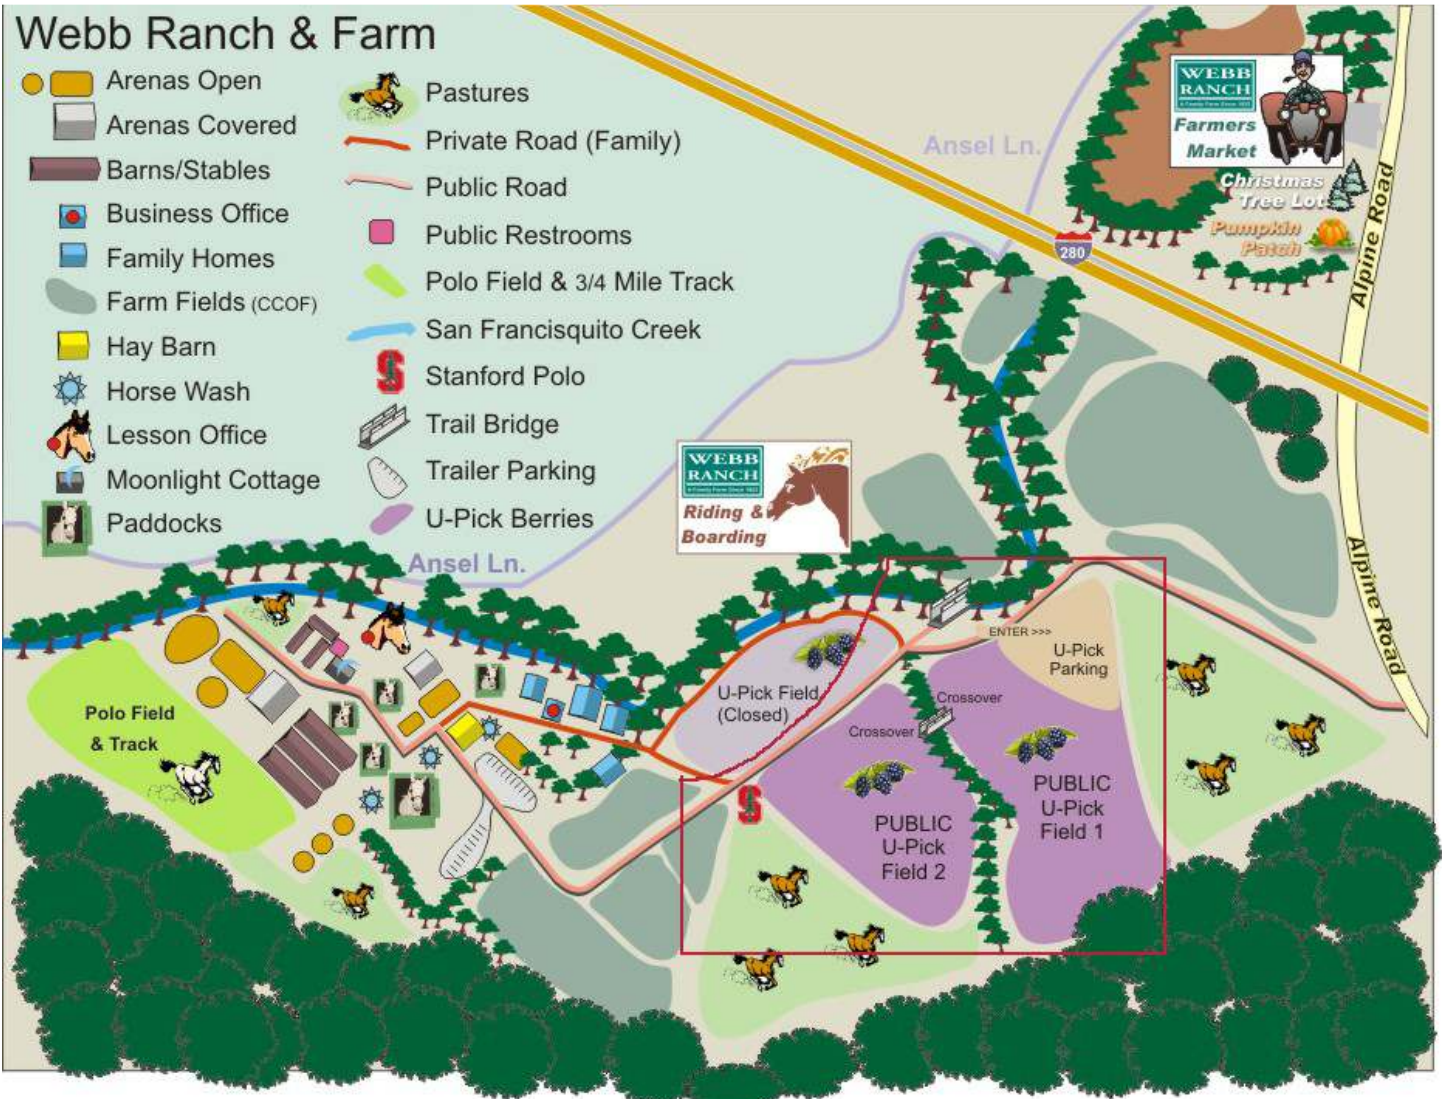 Webb Ranch & Farm
Arenas Open
Arenas Covered
Barns/Stables
Business Office
Family Homes
Farm Fields (CCOF)
Hay Barn
Horse Wash
Lesson Office
Moonlight Cottage
Paddocks
Pastures
Private Road (Family)
Public Road
Public Restrooms
Polo Field & 3/4 Mile Track
San Francisquito Creek
S
Stanford Polo
Trail Bridge
Trailer Parking
U-Pick Berries
Ansel Ln.
Ansel Ln.
280
WEBB
RANCH
Farmers
Market
Christmas
Tree Lot
Pumpkin
Patch
Alpine Road
Alpine Road
WEBB
RANCH
Riding &
Boarding
ENTER >>>
U-Pick
Parking
U-Pick Field
(Closed)
Crossover
Crossover
Polo Field
& Track
S
PUBLIC
U-Pick
Field 1
PUBLIC
U-Pick
Field 2